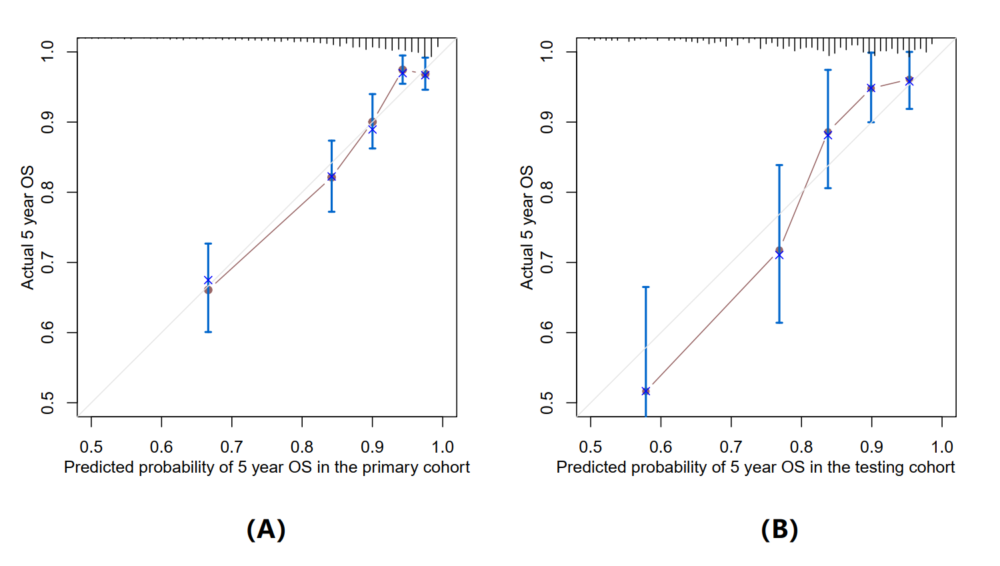 1.0
0.9
0.8
0.7
0.6
0.5
Actual 5 year OS
0.5 0.6 0.7 0.8 0.9 1.0
Predicted probability of 5 year OS in the primary cohort
(A)
1.0
0.9
0.8
0.7
0.6
0.5
Actual 5 year OS
0.5 0.6 0.7 0.8 0.9 1.0
Predicted probability of 5 year OS in the testing cohort
(B)